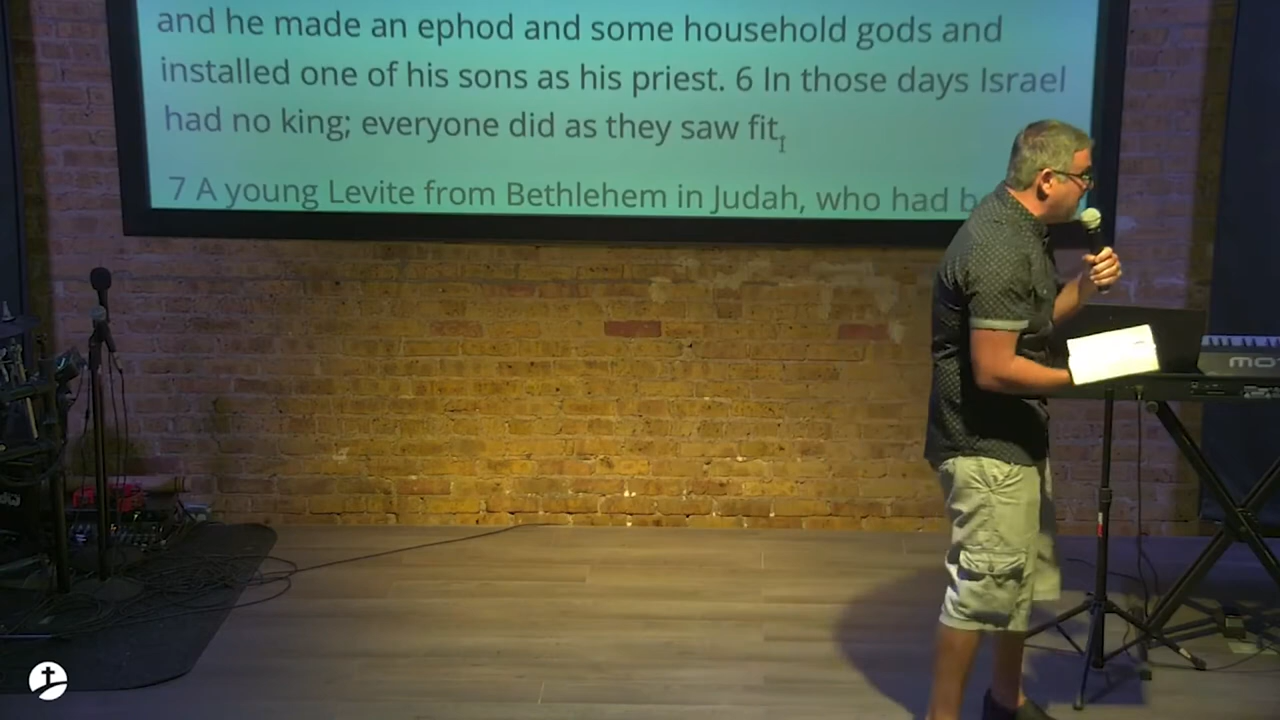 and he made an ephod and some household gods and
installed one of his sons as his priest. 6 In those days Israel
had no king; everyone did as they saw fit.
7 A young Levite from Bethlehem in Judah, who had
MO